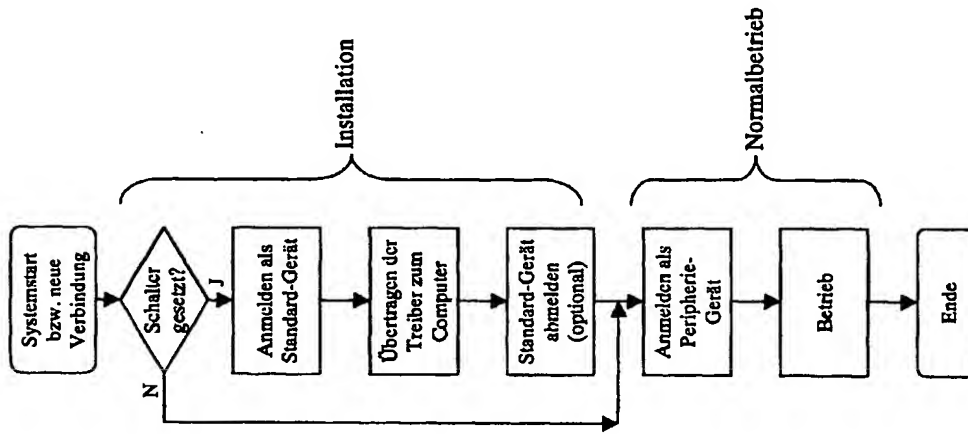 Systemstart
bzw. neue
Verbindung
Schalter
gesetzt?
N
J
Anmelden als
Standard-Gerät
Übertragen der
Treiber zum
Computer
Standard-Gerät
abmelden
(optional)
Installation
Anmelden als
Peripherie-
Gerät
Betrieb
Normalbetrieb
Ende